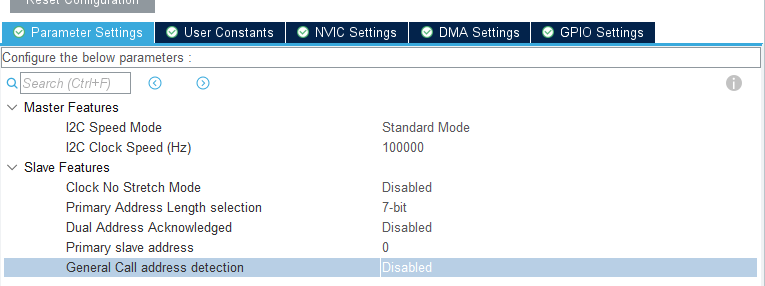 Reset Configuration
Parameter Settings User Constants NVIC Settings DMA Settings GPIO Settings
Configure the below parameters :
Search (Ctrl+F)
Master Features
I2C Speed Mode Standard Mode
I2C Clock Speed (Hz) 100000
Slave Features
Clock No Stretch Mode Disabled
Primary Address Length selection 7-bit
Dual Address Acknowledged Disabled
Primary slave address 0
General Call address detection Disabled